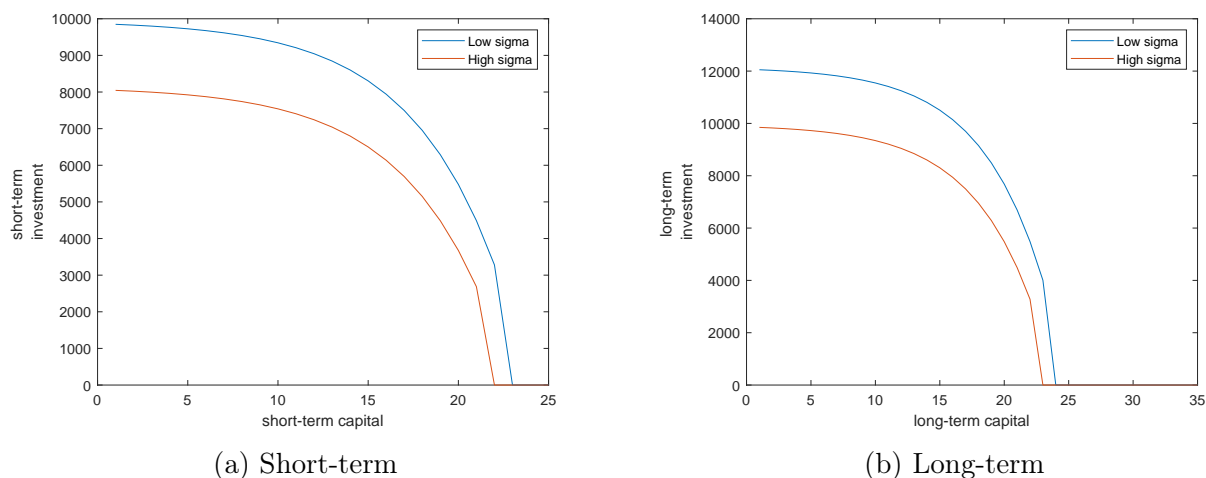 10000
9000
8000
7000
6000
5000
4000
3000
2000
1000
0
short-term
investment
0 5 10 15 20 25
short-term capital
Low sigma
High sigma
(a) Short-term
14000
12000
10000
8000
6000
4000
2000
0
long-term
investment
0 5 10 15 20 25 30 35
long-term capital
Low sigma
High sigma
(b) Long-term